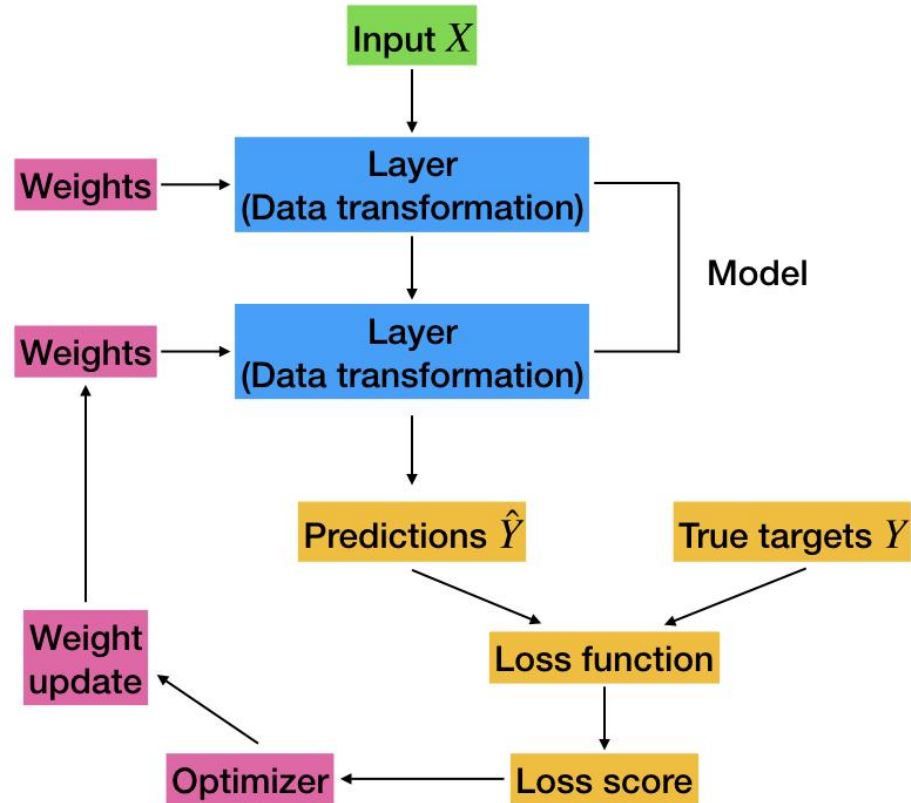 Input X
Weights
Layer
(Data transformation)
Model
Weights
Layer
(Data transformation)
Predictions Ŷ
True targets Y
Weight
update
Loss function
Optimizer
Loss score